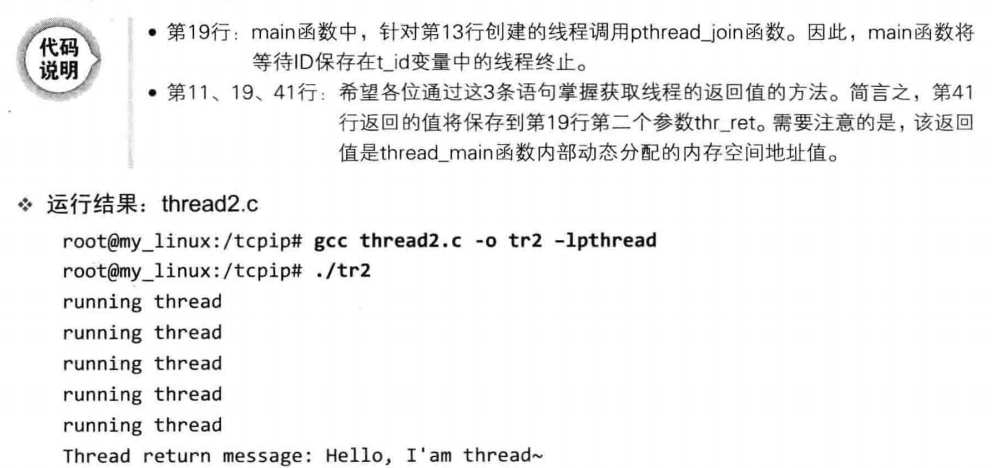 代码
说明
• 第19行：main函数中，针对第13行创建的线程调用pthread_join函数。因此，main函数将
等待ID保存在t_id变量中的线程终止。
• 第11、19、41行：希望各位通过这3条语句掌握获取线程的返回值的方法。简言之，第41
行返回的值将保存到第19行第二个参数thr_ret。需要注意的是，该返回
值是thread_main函数内部动态分配的内存空间地址值。
❖ 运行结果：thread2.c
root@my_linux:/tcpip# gcc thread2.c -o tr2 -lpthread
root@my_linux:/tcpip# ./tr2
running thread
running thread
running thread
running thread
running thread
Thread return message: Hello, I'am thread~